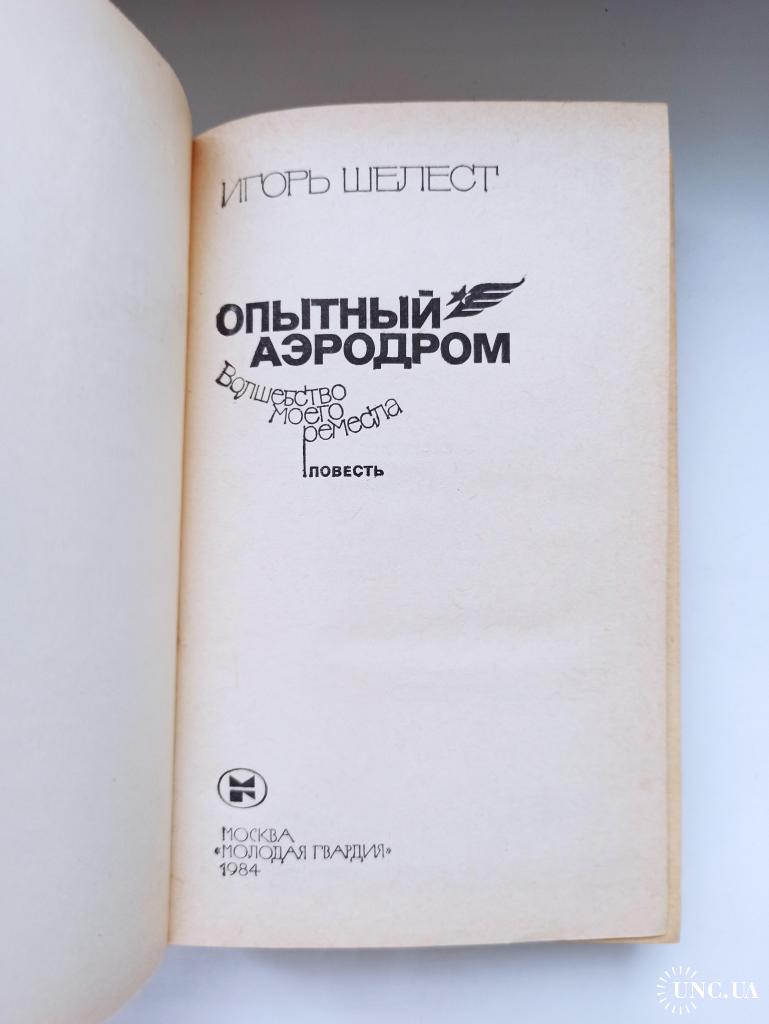 ИГОРЬ ШЕЛЕСТ
ОПЫТНЫЙ
АЭРОДРОМ
Волшебство
моего
ремесла
ПОВЕСТЬ
МОСКВА
«МОЛОДАЯ ГВАРДИЯ»
1984
UNC.UA